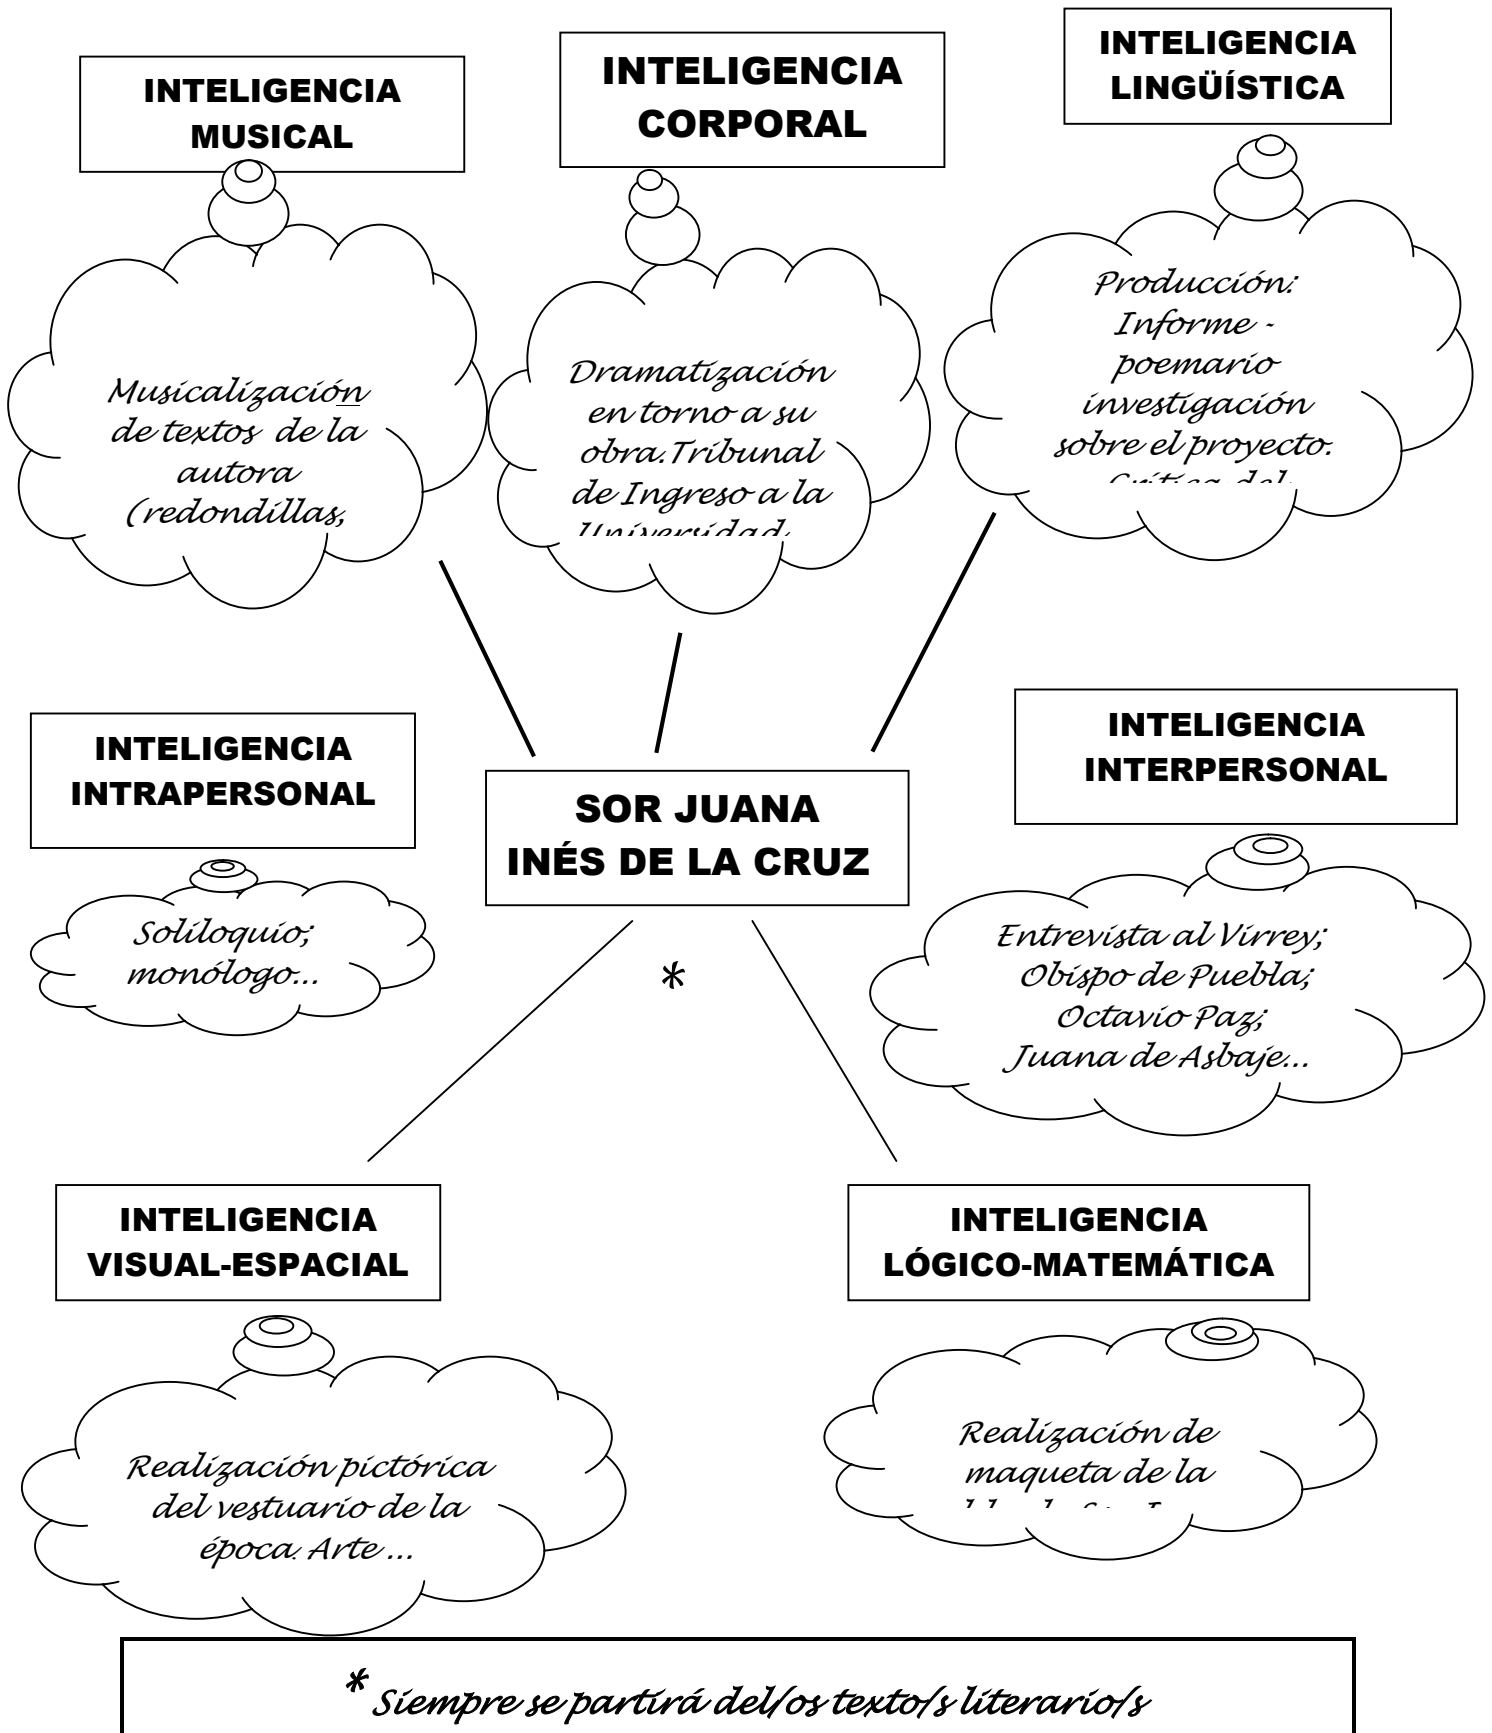 INTELIGENCIA
MUSICAL
Musicalización
de textos de la
autora
(redondillas,
INTELIGENCIA
CORPORAL
Dramatización
en torno a su
obra.Tribunal
de Ingreso a la
Universidad
INTELIGENCIA
LINGÜÍSTICA
Producción:
Informe -
poemario
investigación
sobre el proyecto.
Crítica del
INTELIGENCIA
INTRAPERSONAL
Soliloquio;
monólogo...
SOR JUANA
INÉS DE LA CRUZ
*
INTELIGENCIA
INTERPERSONAL
Entrevista al Virrey;
Obispo de Puebla;
Octavio Paz;
Juana de Asbaje...
INTELIGENCIA
VISUAL-ESPACIAL
Realización pictórica
del vestuario de la
época. Arte ...
INTELIGENCIA
LÓGICO-MATEMÁTICA
Realización de
maqueta de la
* Siempre se partirá del/os texto/s literario/s